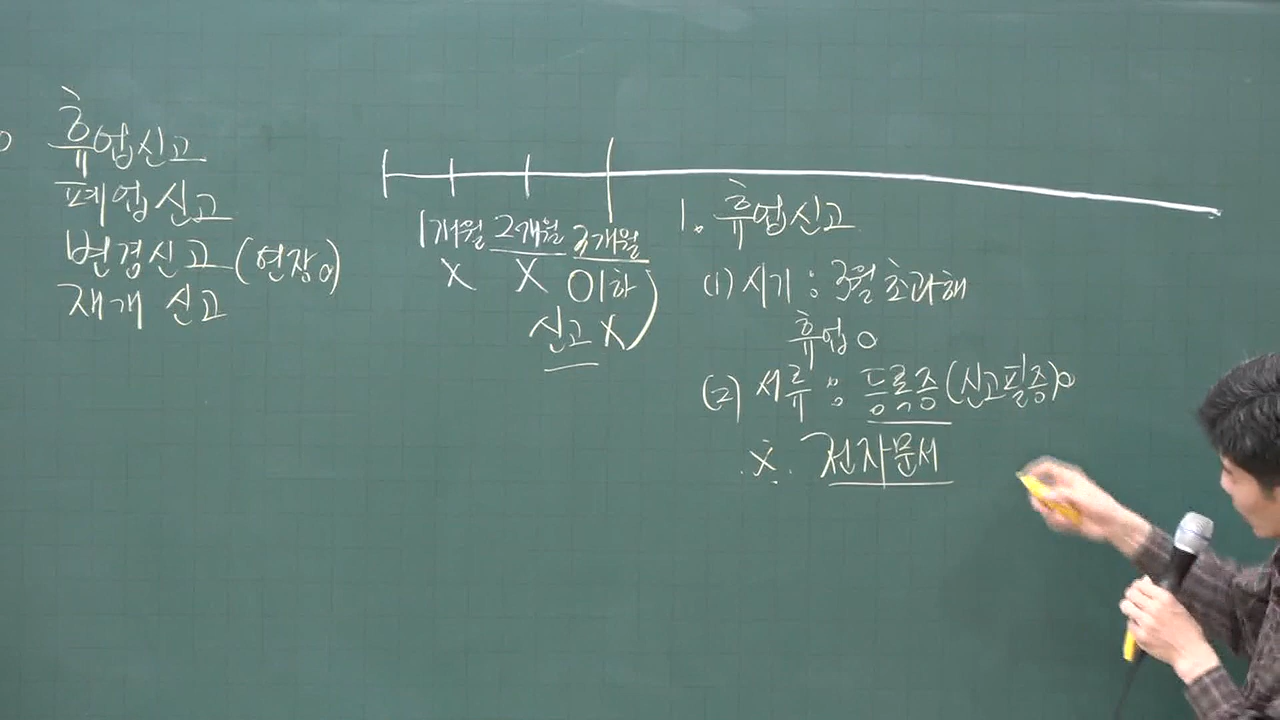 휴업신고
폐업신고
변경신고(연장o)
재개 신고
1개월 2개월 3개월
X X 이하
신고X)
1. 휴업신고
(1) 시기 : 3월 초과해
휴업 o
(2) 서류 : 등록증(신고필증)o
※. 전자문서